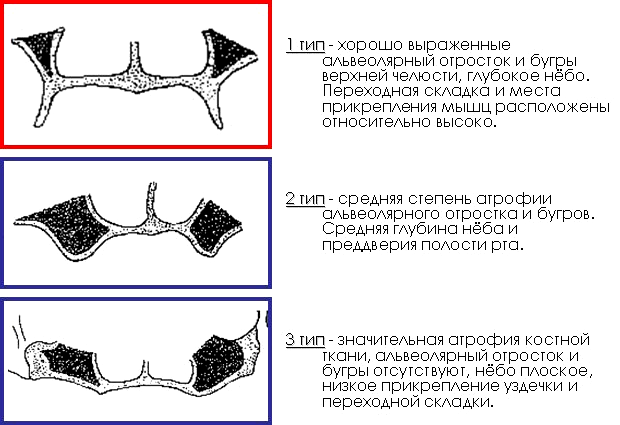 1 тип - хорошо выраженные
альвеолярный отросток и бугры
верхней челюсти, глубокое нёбо.
Переходная складка и места
прикрепления мышц расположены
относительно высоко.
2 тип - средняя степень атрофии
альвеолярного отростка и бугров.
Средняя глубина нёба и
преддверия полости рта.
3 тип - значительная атрофия костной
ткани, альвеолярный отросток и
бугры отсутствуют, нёбо плоское,
низкое прикрепление уздечки и
переходной складки.